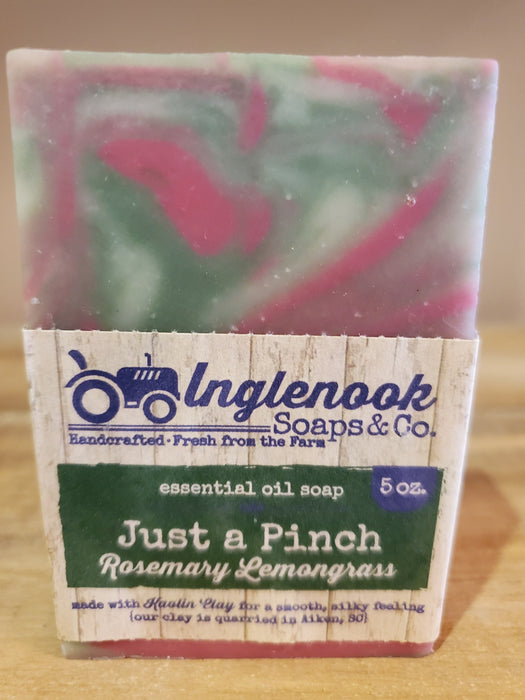 Inglenook
Soaps & Co.
Handcrafted · Fresh from the Farm
essential oil soap
5 oz.
Just a Pinch
Rosemary Lemongrass
made with Kaolin Clay for a smooth, silky feeling
{our clay is quarried in Aiken, SC}